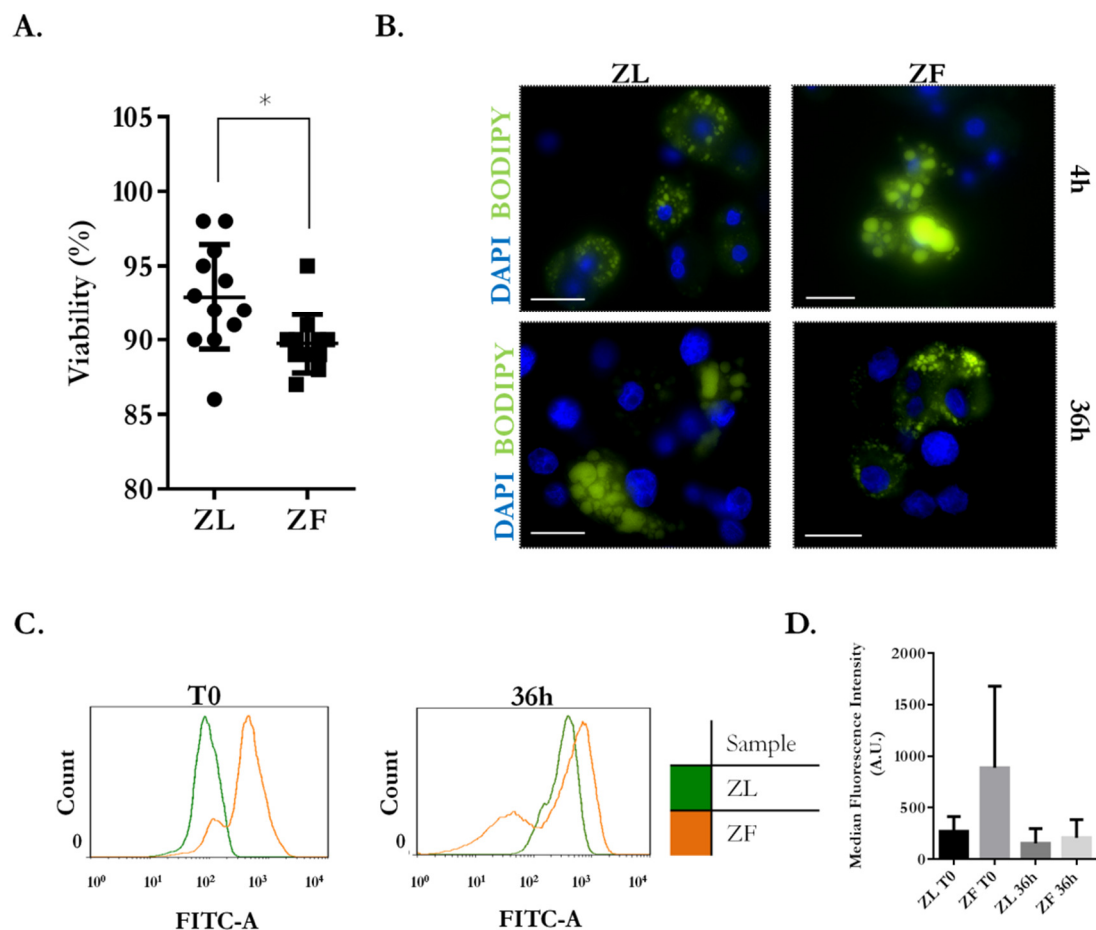 A.
B.
ZL
ZF
*
105
100
95
90
85
80
Viability (%)
ZL
ZF
DAPI BODIPY
4h
DAPI BODIPY
36h
C.
D.
T0
36h
Count
0
10⁰ 10¹ 10² 10³ 10⁴
FITC-A
Count
0
10⁰ 10¹ 10² 10³ 10⁴
FITC-A
Sample
ZL
ZF
Median Fluorescence Intensity
(A.U.)
2000
1500
1000
500
0
ZL T0
ZF T0
ZL 36h
ZF 36h